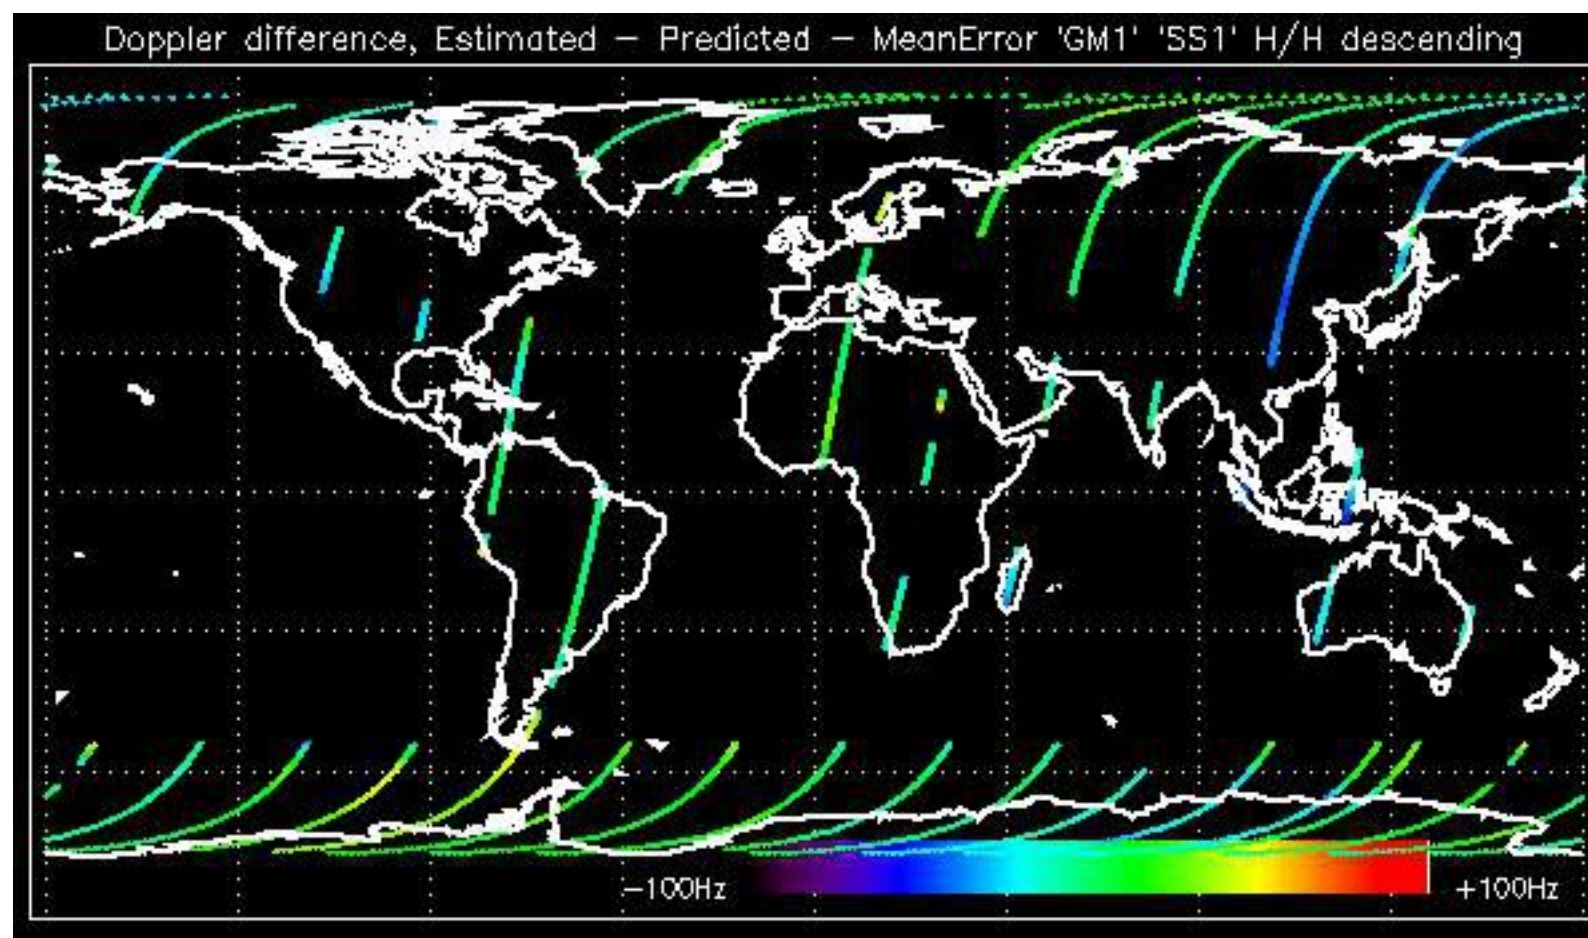 Doppler difference, Estimated – Predicted – MeanError 'GM1' 'SS1' H/H descending
−100Hz
+100Hz